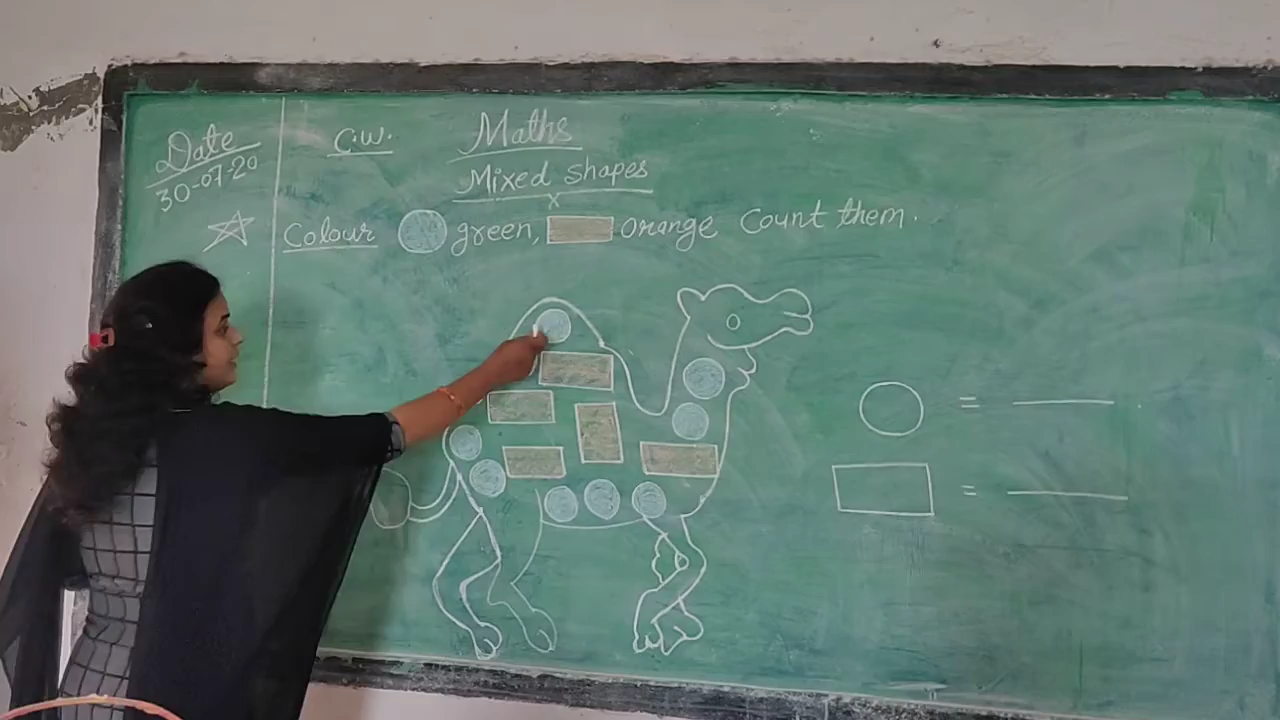 Date
30-07-20
C.W.
Maths
Mixed shapes
x
Colour green, orange Count them.
=
=